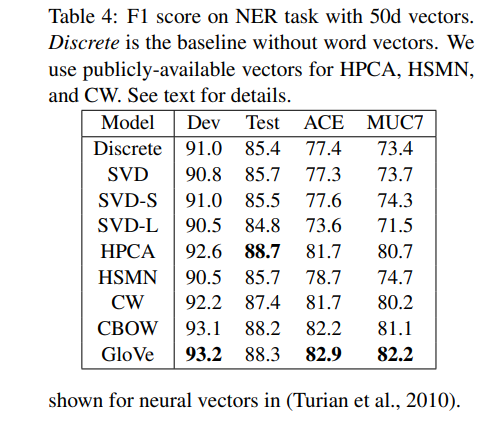 Table 4: F1 score on NER task with 50d vectors.
Discrete is the baseline without word vectors. We
use publicly-available vectors for HPCA, HSMN,
and CW. See text for details.
Model Dev Test ACE MUC7
Discrete 91.0 85.4 77.4 73.4
SVD 90.8 85.7 77.3 73.7
SVD-S 91.0 85.5 77.6 74.3
SVD-L 90.5 84.8 73.6 71.5
HPCA 92.6 88.7 81.7 80.7
HSMN 90.5 85.7 78.7 74.7
CW 92.2 87.4 81.7 80.2
CBOW 93.1 88.2 82.2 81.1
GloVe 93.2 88.3 82.9 82.2
shown for neural vectors in (Turian et al., 2010).